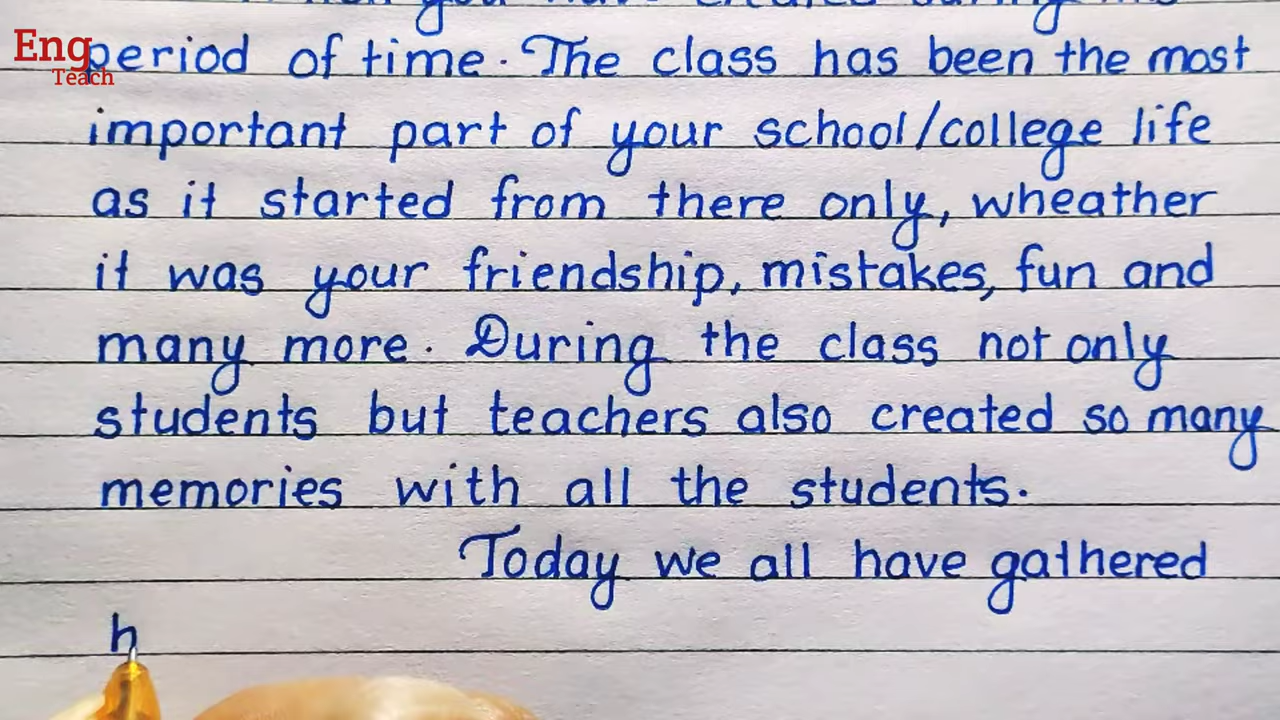 Eng
Teach
period of time. The class has been the most
important part of your school/college life
as it started from there only, wheather
it was your friendship, mistakes, fun and
many more. During the class not only
students but teachers also created so many
memories with all the students.
Today we all have gathered
h